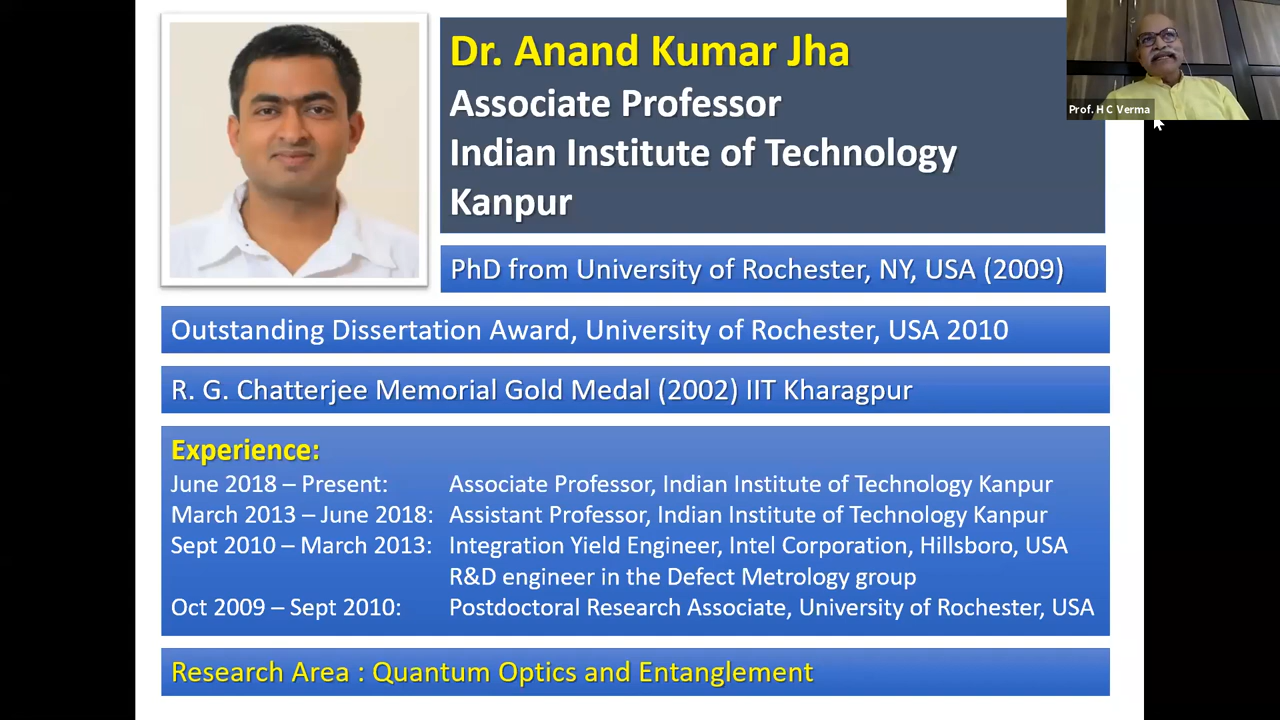 Dr. Anand Kumar Jha
Associate Professor
Indian Institute of Technology
Kanpur
Prof. H C Verma
PhD from University of Rochester, NY, USA (2009)
Outstanding Dissertation Award, University of Rochester, USA 2010
R. G. Chatterjee Memorial Gold Medal (2002) IIT Kharagpur
Experience:
June 2018 – Present: Associate Professor, Indian Institute of Technology Kanpur
March 2013 – June 2018: Assistant Professor, Indian Institute of Technology Kanpur
Sept 2010 – March 2013: Integration Yield Engineer, Intel Corporation, Hillsboro, USA
R&D engineer in the Defect Metrology group
Oct 2009 – Sept 2010: Postdoctoral Research Associate, University of Rochester, USA
Research Area : Quantum Optics and Entanglement